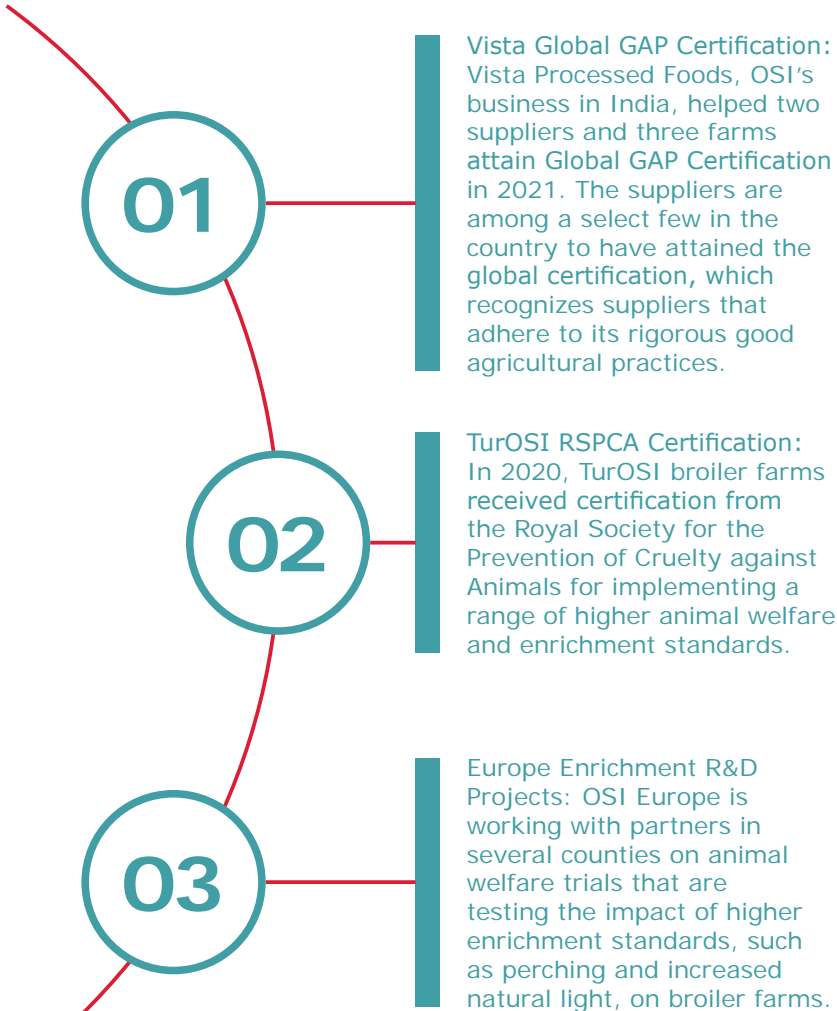 01
Vista Global GAP Certification:
Vista Processed Foods, OSI's
business in India, helped two
suppliers and three farms
attain Global GAP Certification
in 2021. The suppliers are
among a select few in the
country to have attained the
global certification, which
recognizes suppliers that
adhere to its rigorous good
agricultural practices.
02
TurOSI RSPCA Certification:
In 2020, TurOSI broiler farms
received certification from
the Royal Society for the
Prevention of Cruelty against
Animals for implementing a
range of higher animal welfare
and enrichment standards.
03
Europe Enrichment R&D
Projects: OSI Europe is
working with partners in
several counties on animal
welfare trials that are
testing the impact of higher
enrichment standards, such
as perching and increased
natural light, on broiler farms.